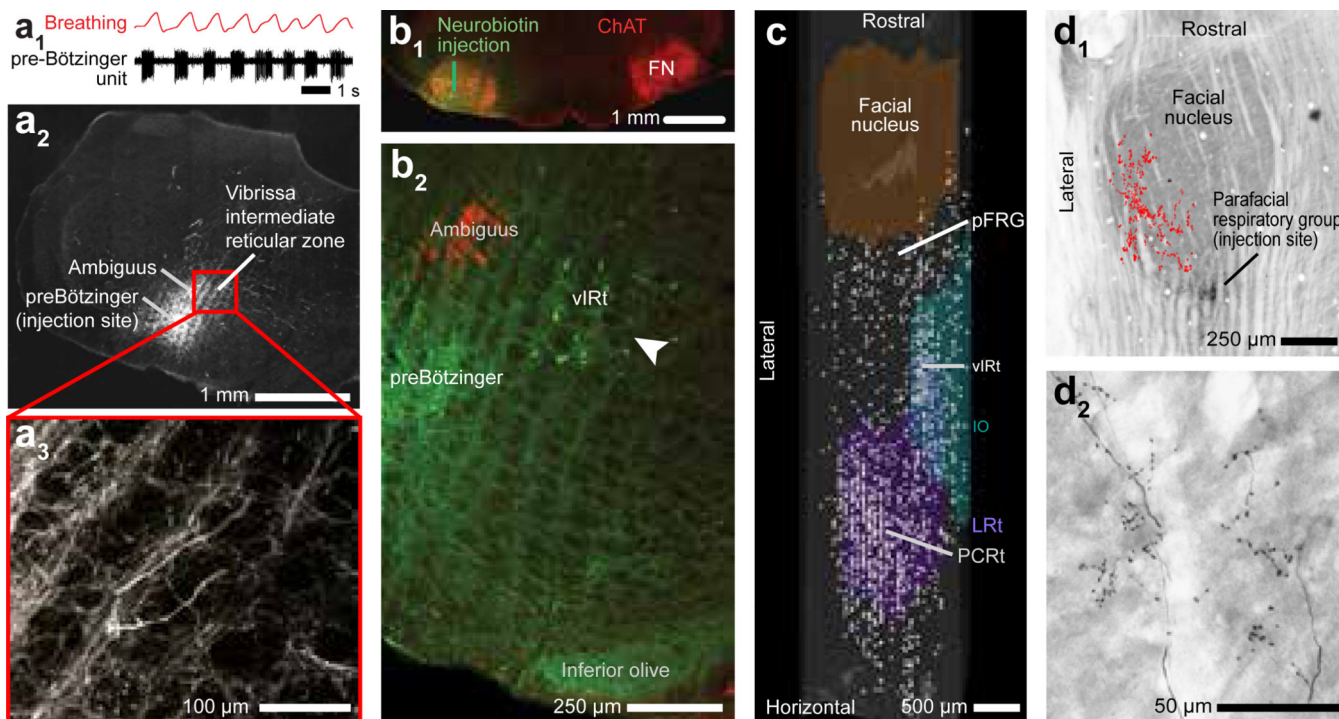 a1
Breathing
pre-Bötzinger
unit
1 s
a2
Vibrissa
intermediate
reticular zone
Ambiguus
preBötzinger
(injection site)
1 mm
a3
100 µm
b1
Neurobiotin
injection
ChAT
FN
1 mm
b2
Ambiguus
vIRt
preBötzinger
Inferior olive
250 µm
c
Rostral
Facial
nucleus
pFRG
Lateral
vIRt
IO
LRt
PCRt
Horizontal
500 µm
d1
Rostral
Facial
nucleus
Lateral
Parafacial
respiratory group
(injection site)
250 µm
d2
50 µm